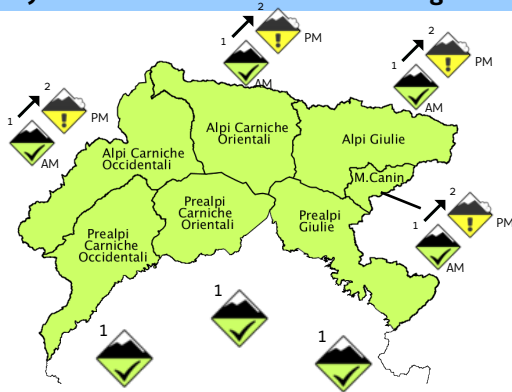 2
1
PM
AM
2
1
PM
AM
2
1
PM
AM
Alpi Carniche
Orientali
Alpi Giulie
Alpi Carniche
Occidentali
M.Canin
2
1
PM
AM
Prealpi
Carniche
Orientali
Prealpi
Giulie
Prealpi
Carniche
Occidentali
1
1
1